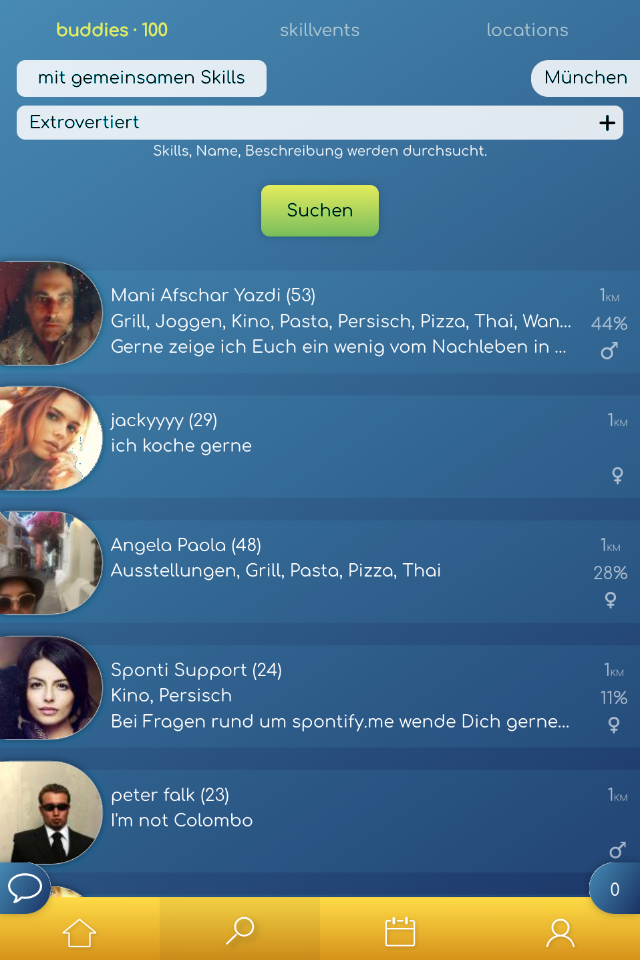 buddies · 100
skillvents
locations
mit gemeinsamen Skills
München
Extrovertiert
+
Skills, Name, Beschreibung werden durchsucht.
Suchen
Mani Afschar Yazdi (53)
1KM
Grill, Joggen, Kino, Pasta, Persisch, Pizza, Thai, Wan...
44%
Gerne zeige ich Euch ein wenig vom Nachleben in ...
♂
jackyyyy (29)
1KM
ich koche gerne
♀
Angela Paola (48)
1KM
Ausstellungen, Grill, Pasta, Pizza, Thai
28%
♀
Sponti Support (24)
1KM
Kino, Persisch
11%
Bei Fragen rund um spontify.me wende Dich gerne...
♀
peter falk (23)
1KM
I'm not Colombo
♂
0